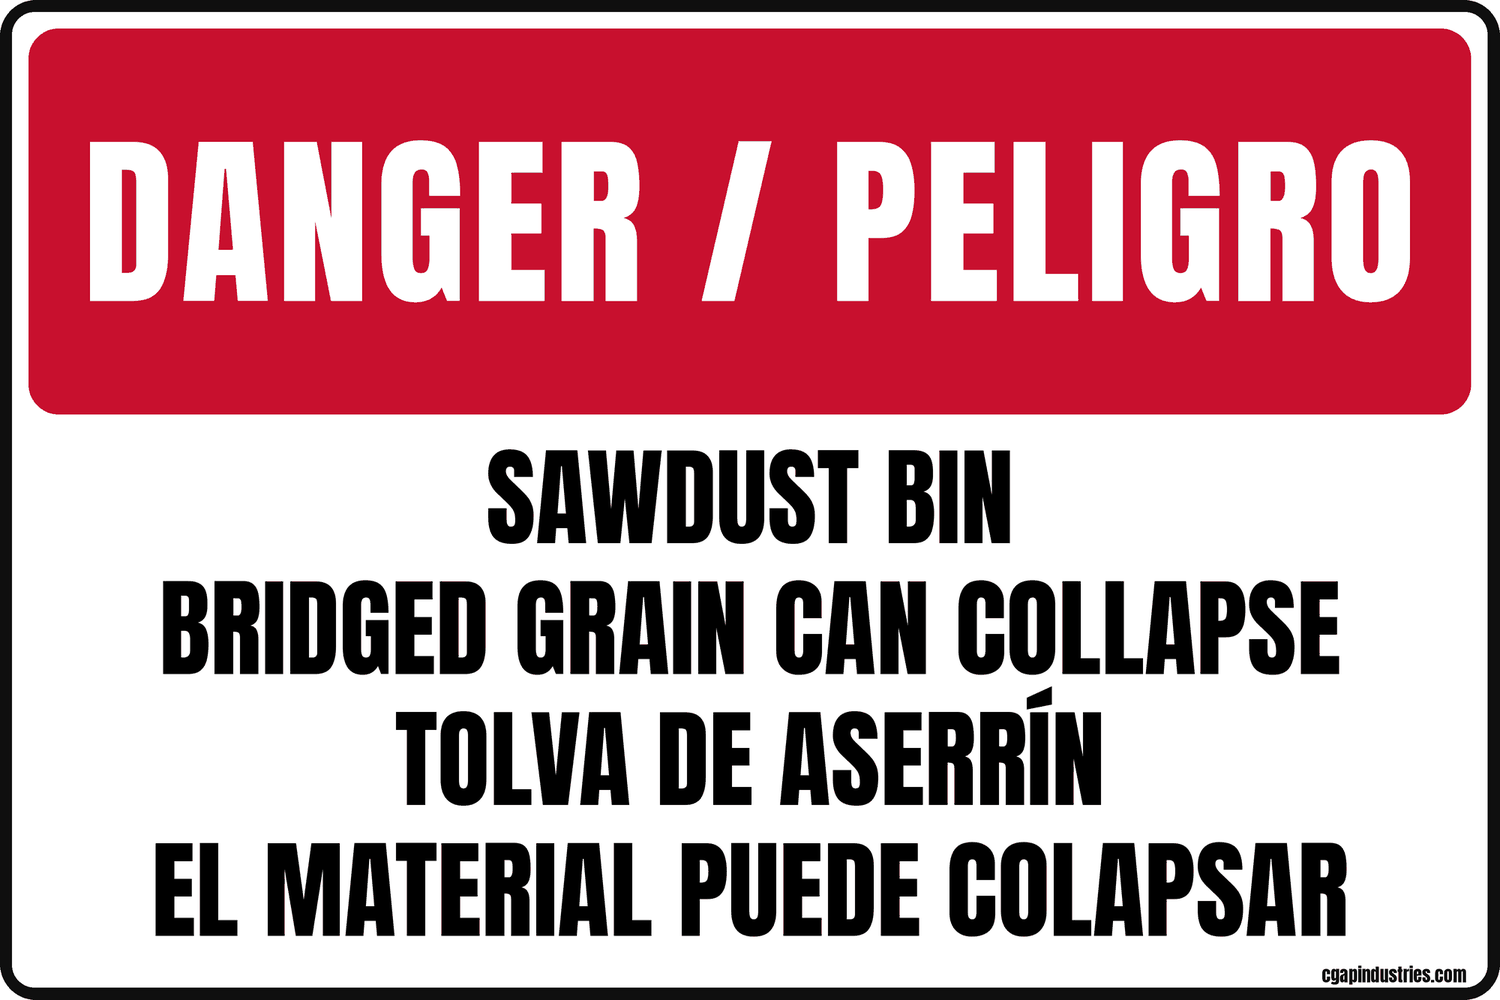 DANGER / PELIGRO
SAWDUST BIN
BRIDGED GRAIN CAN COLLAPSE
TOLVA DE ASERRÍN
EL MATERIAL PUEDE COLAPSAR
cgapindustries.com